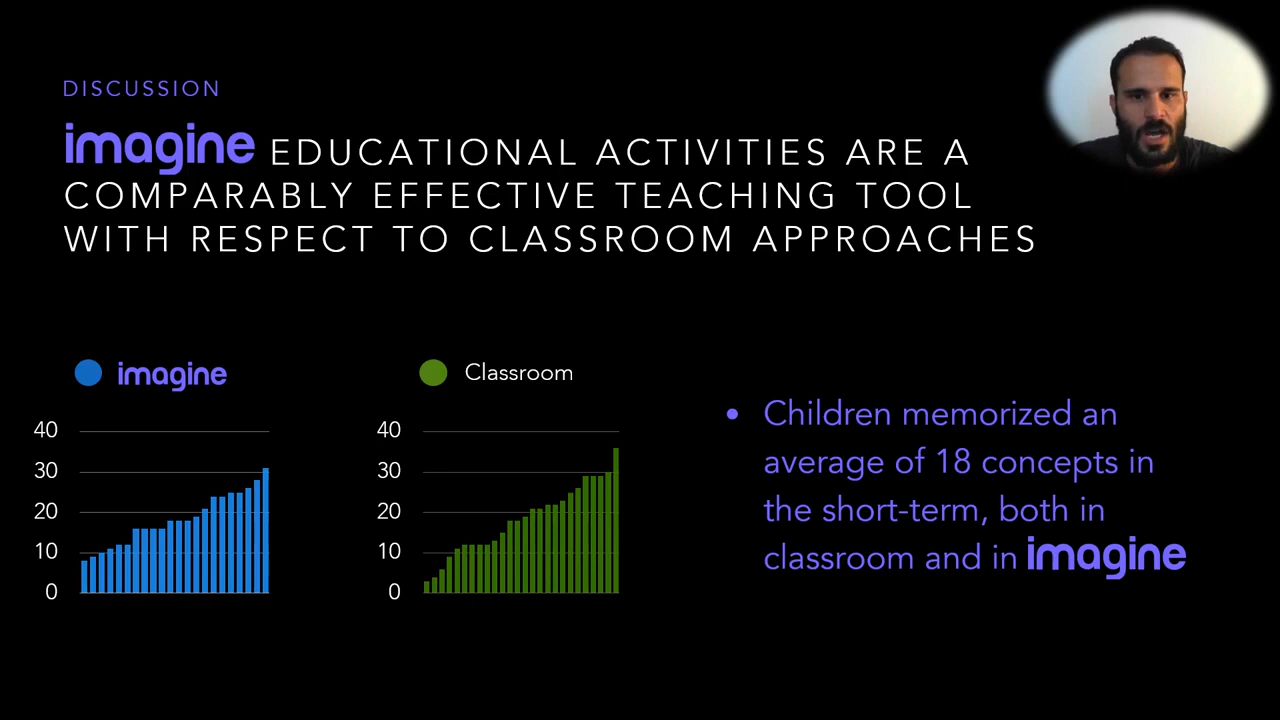 DISCUSSION
imagine EDUCATIONAL ACTIVITIES ARE A
COMPARABLY EFFECTIVE TEACHING TOOL
WITH RESPECT TO CLASSROOM APPROACHES
imagine
40
30
20
10
0
Classroom
40
30
20
10
0
• Children memorized an
average of 18 concepts in
the short-term, both in
classroom and in imagine